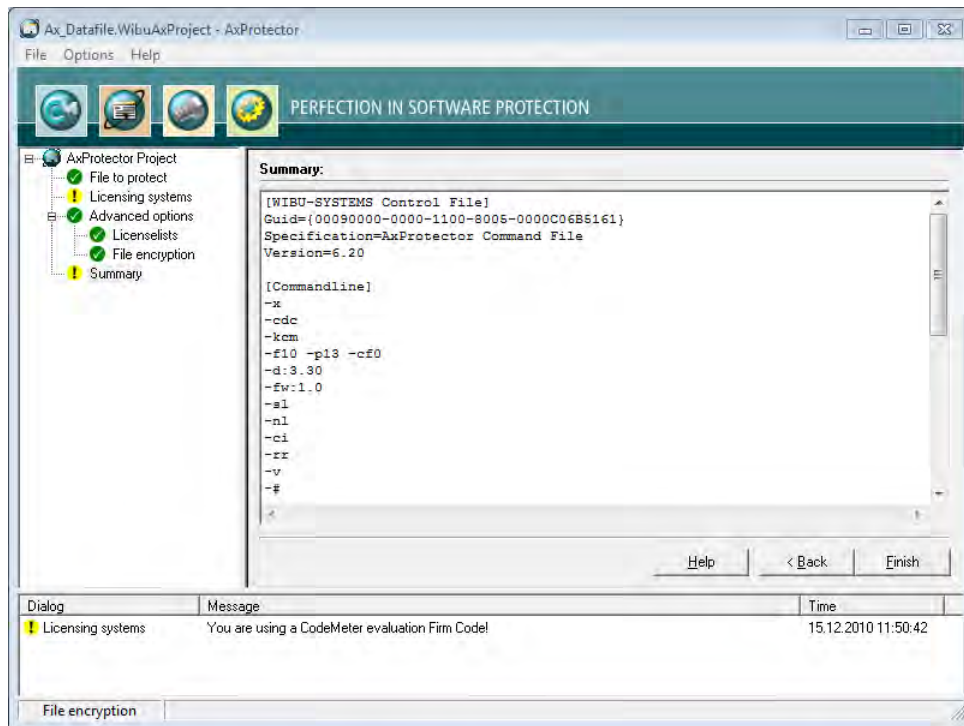 Ax_Datafile.WibuAxProject - AxProtector
File Options Help
PERFECTION IN SOFTWARE PROTECTION
AxProtector Project
File to protect
Licensing systems
Advanced options
Licenselists
File encryption
Summary
Summary:
[WIBU-SYSTEMS Control File]
Guid={00090000-0000-1100-8005-0000C06B5161}
Specification=AxProtector Command File
Version=6.20
[Commandline]
-x
-cdc
-kcm
-f10 -p13 -cf0
-d:3.30
-fw:1.0
-sl
-nl
-ci
-rr
-v
-#
Help < Back Finish
Dialog Message Time
Licensing systems You are using a CodeMeter evaluation Firm Code! 15.12.2010 11:50:42
File encryption